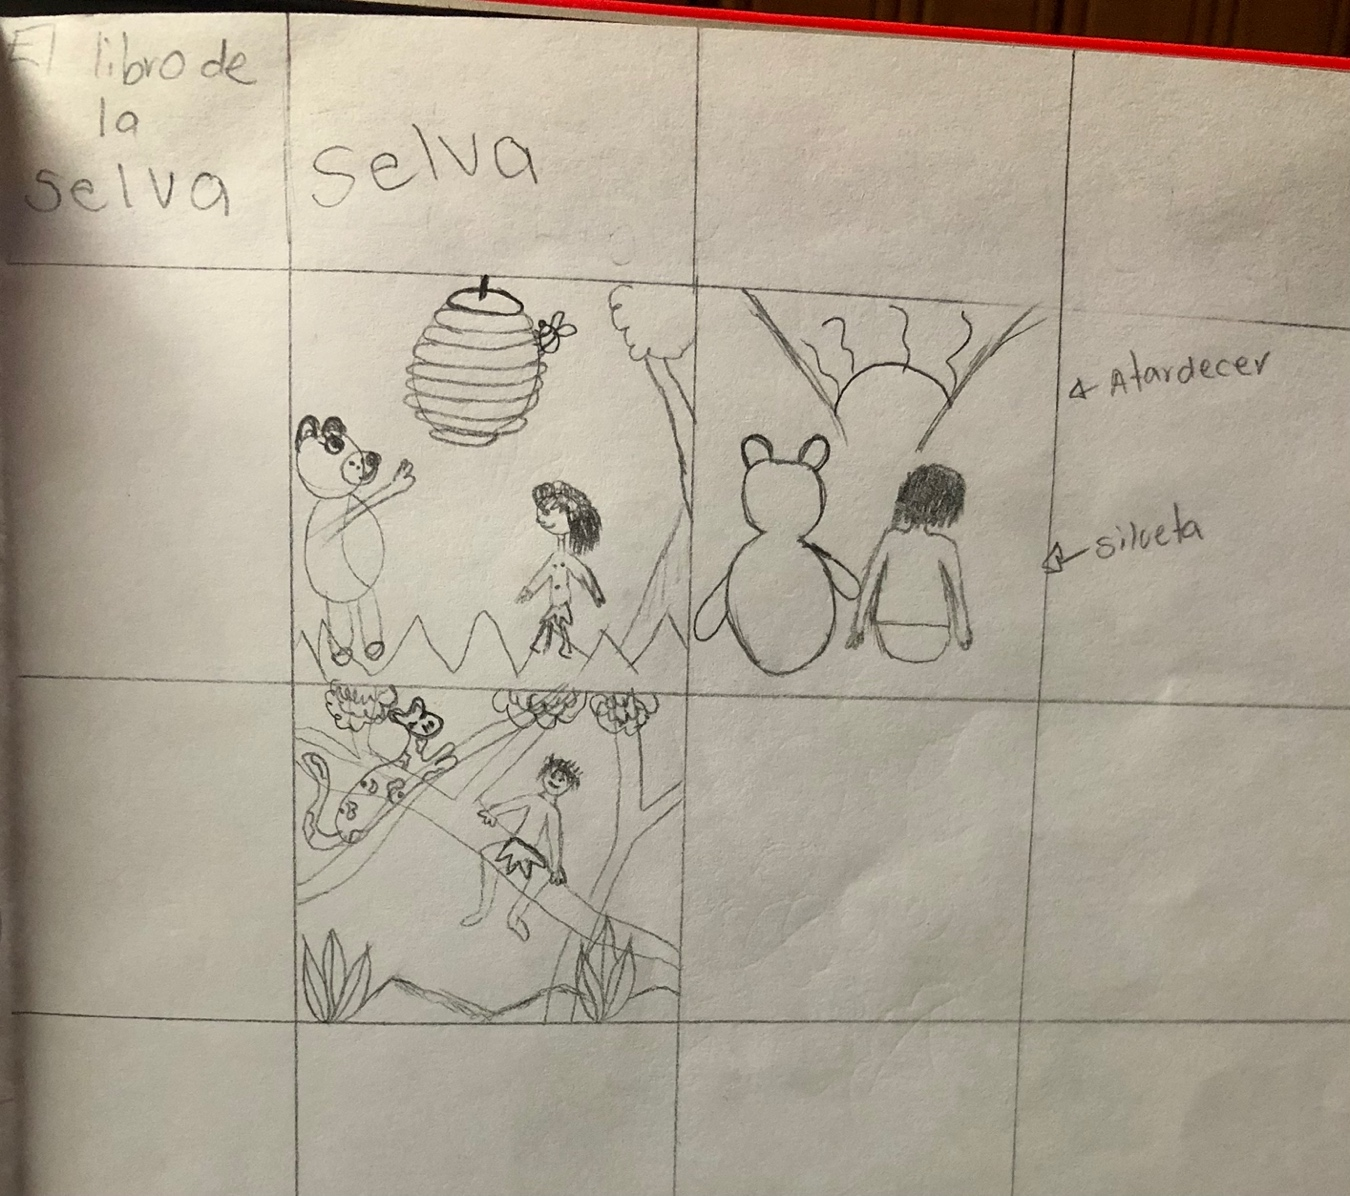 El libro de
la
selva
selva
Atardecer
silueta